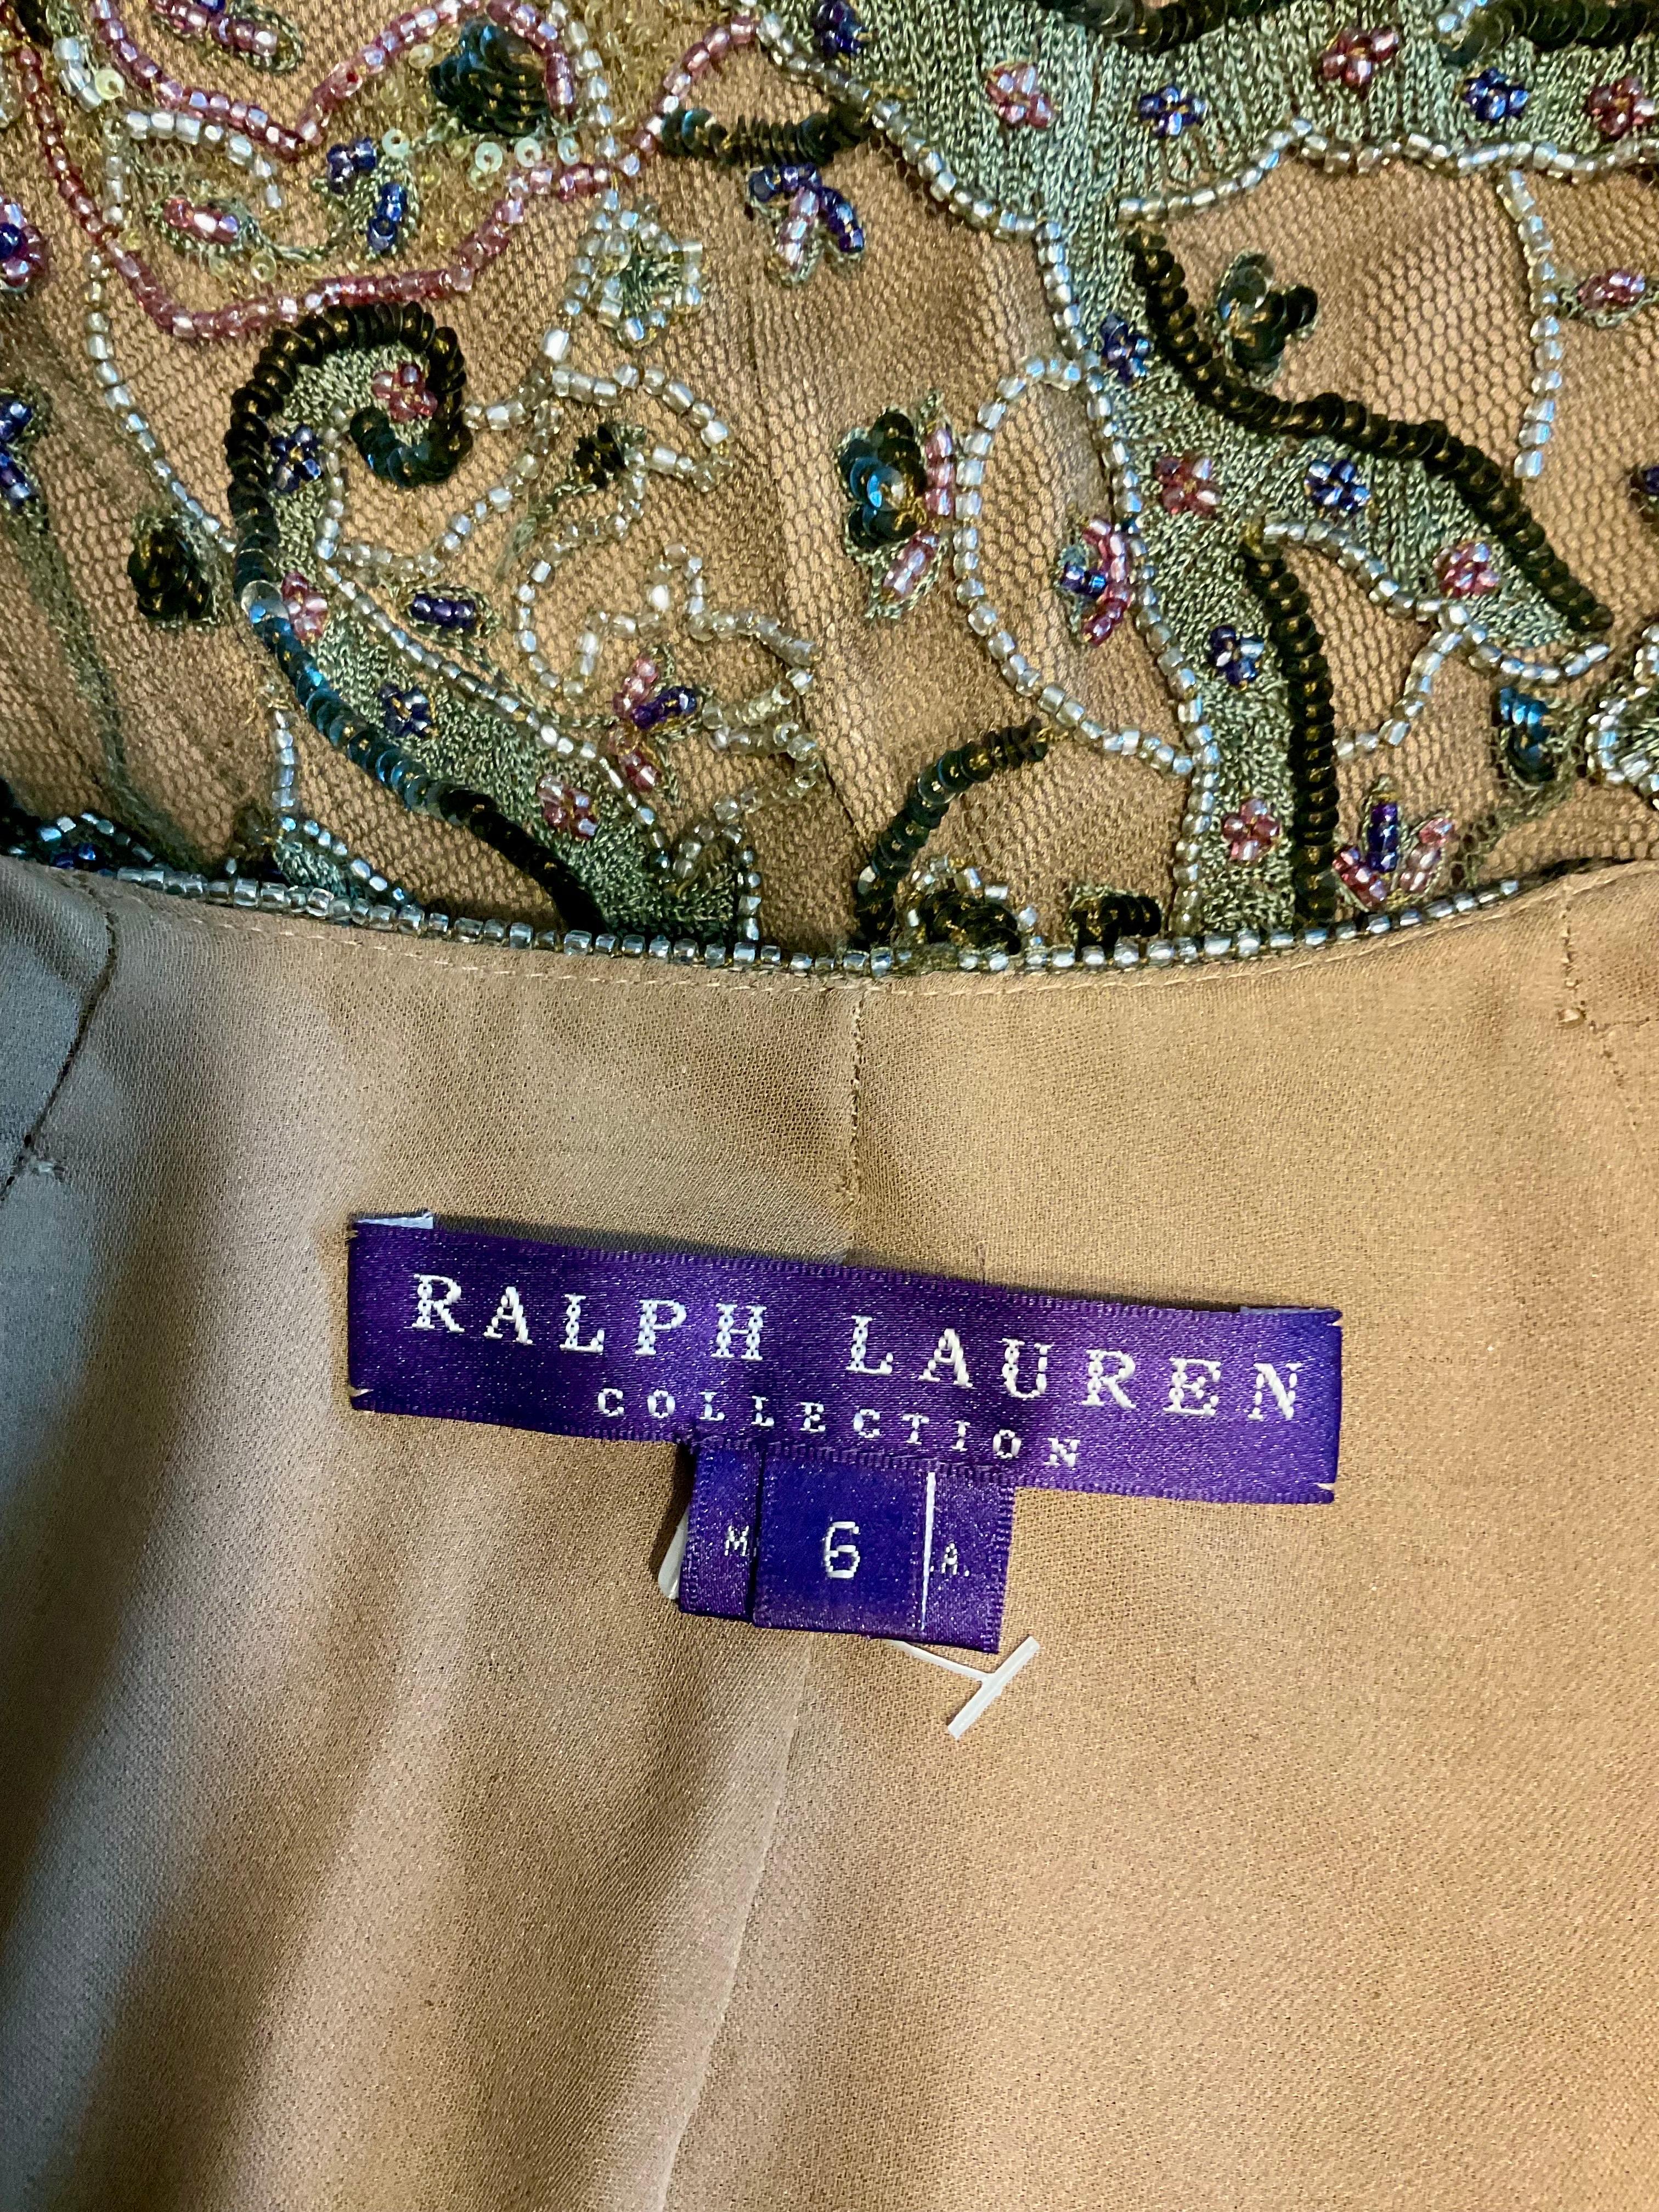 RALPH LAUREN
COLLECTION
M. 6 .A.